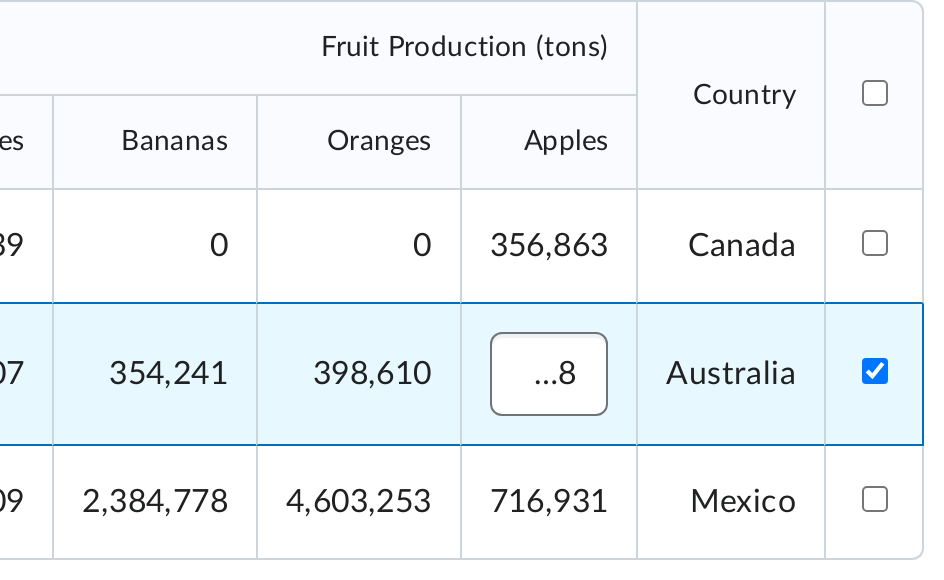 Fruit Production (tons)
Country
es
Bananas
Oranges
Apples
39
0
0
356,863
Canada
07
354,241
398,610
...8
Australia
09
2,384,778
4,603,253
716,931
Mexico